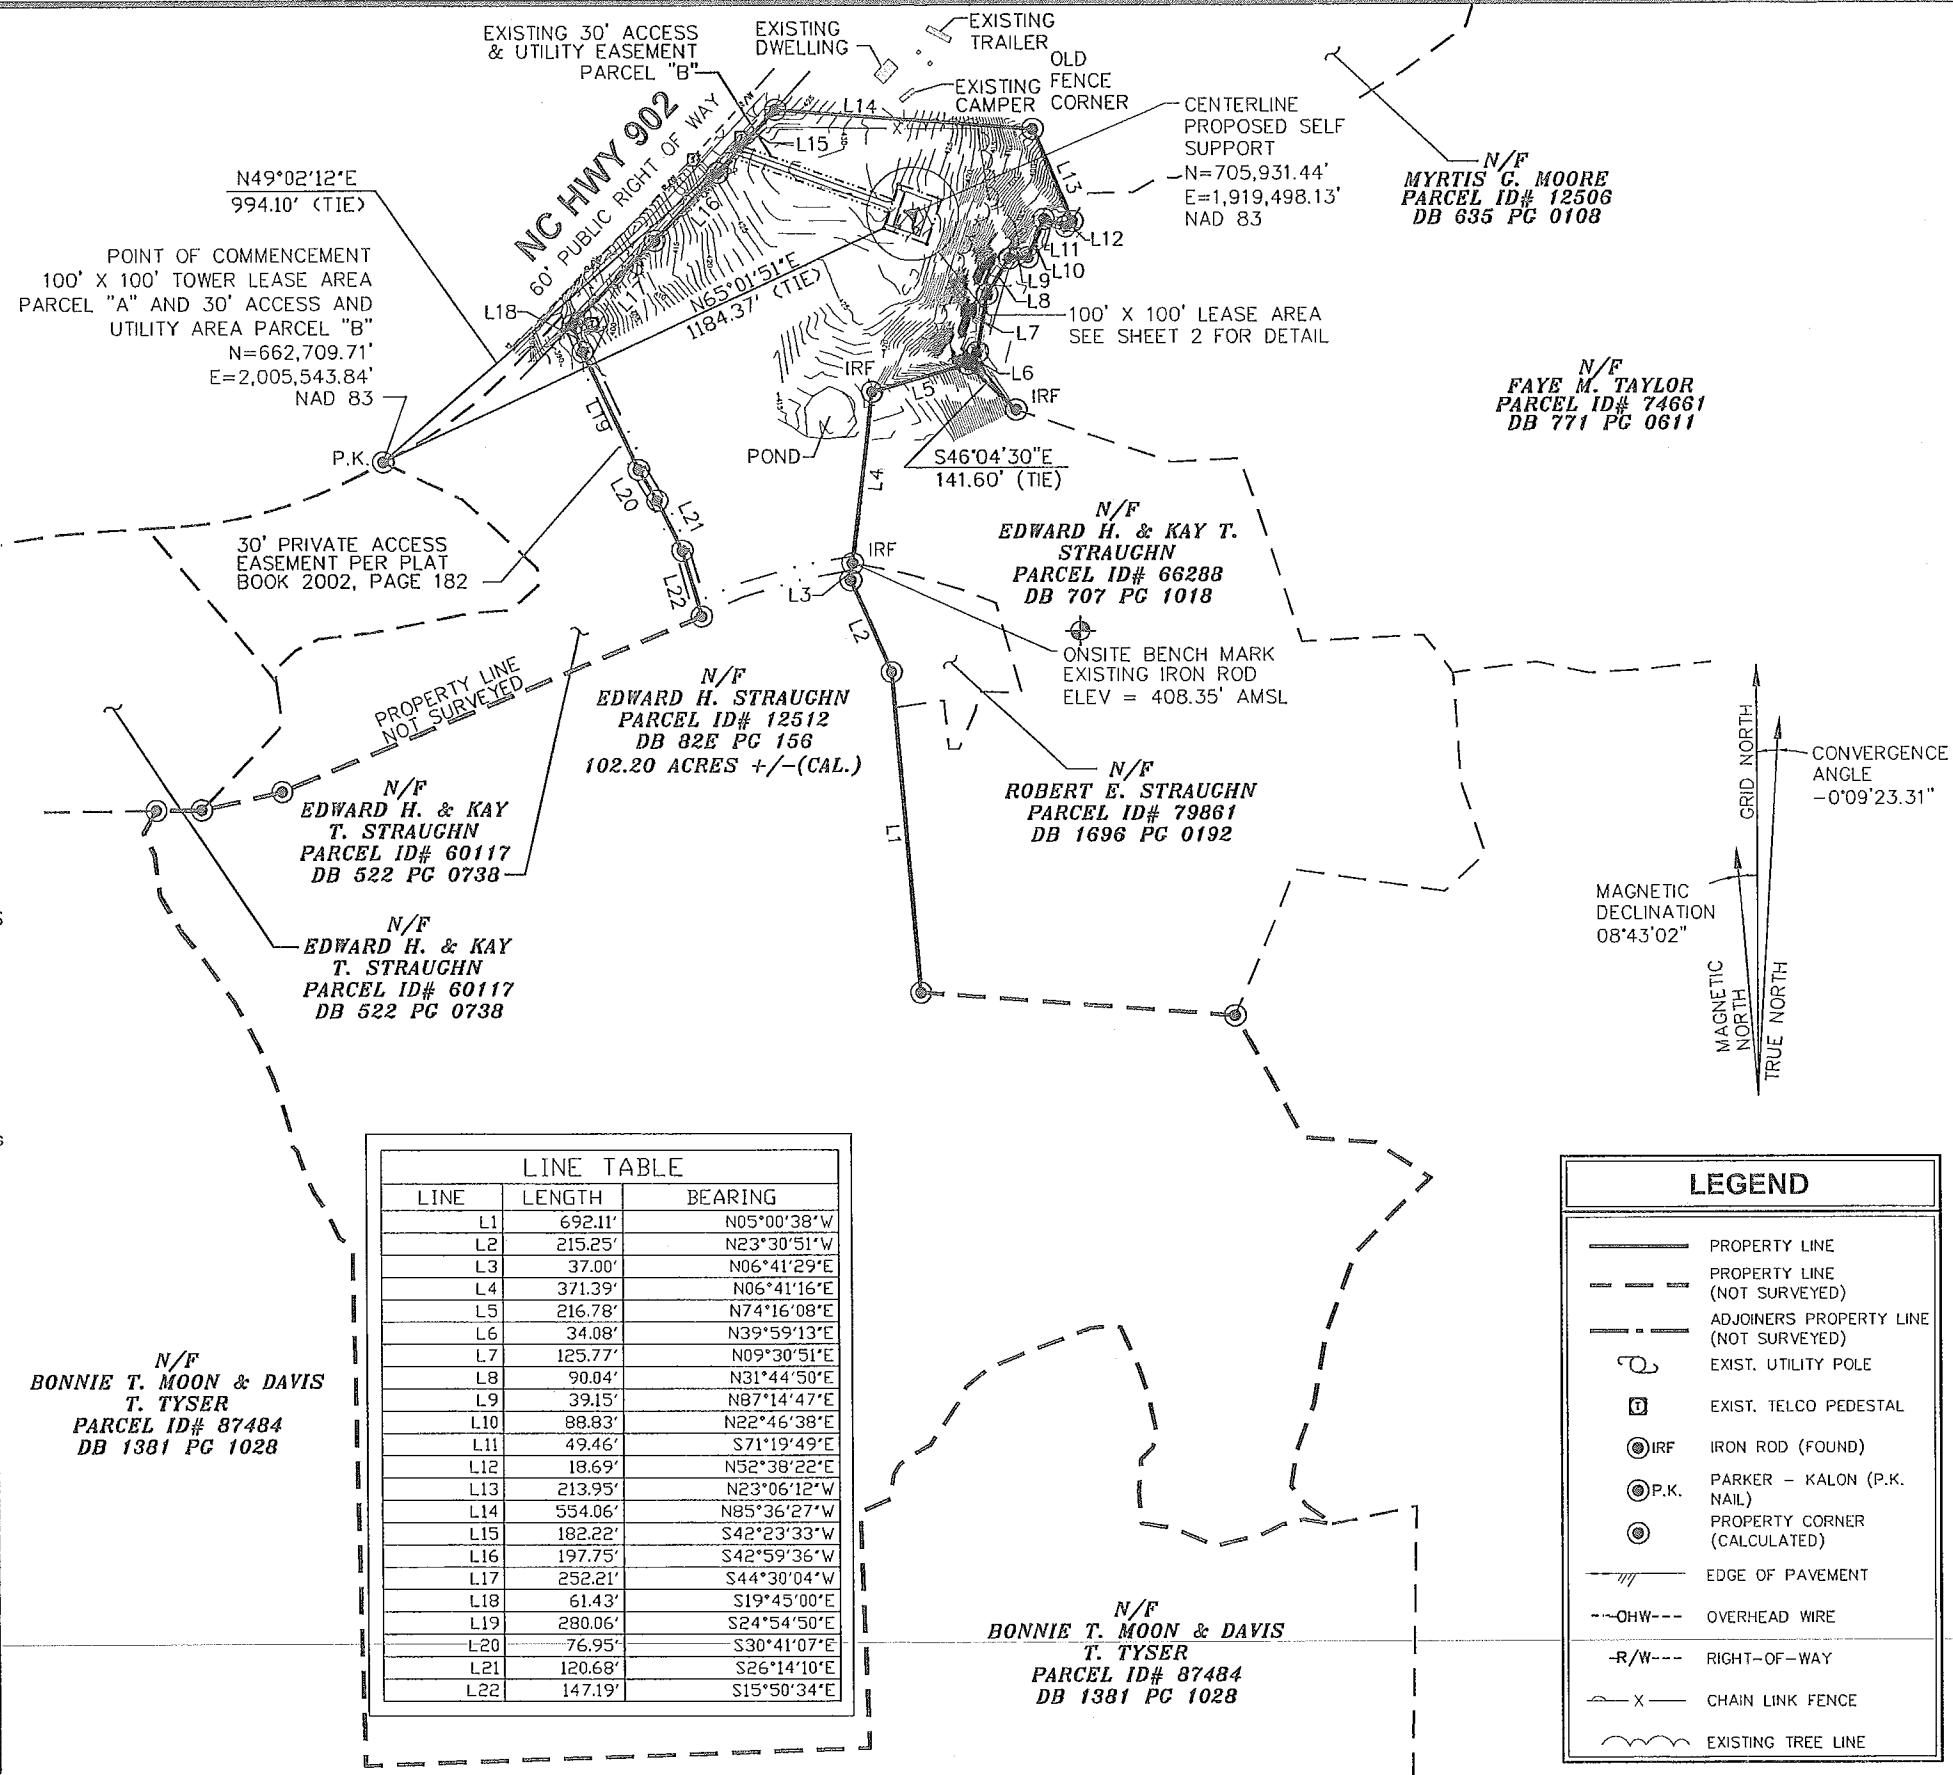 EXISTING 30' ACCESS
& UTILITY EASEMENT
PARCEL "B"
EXISTING
DWELLING
EXISTING
TRAILER
OLD
FENCE
CORNER
EXISTING
CAMPER
CENTERLINE
PROPOSED SELF
SUPPORT
N=705,931.44'
E=1,919,498.13'
NAD 83
N/F
MYRTIS G. MOORE
PARCEL ID# 12506
DB 635 PG 0108
N49°02'12"E
994.10' (TIE)
NC HWY 902
60' PUBLIC RIGHT OF WAY
POINT OF COMMENCEMENT
100' X 100' TOWER LEASE AREA
PARCEL "A" AND 30' ACCESS AND
UTILITY AREA PARCEL "B"
N=662,709.71'
E=2,005,543.84'
NAD 83
P.K.
L14
L15
L16
L17
L18
L13
L12
L11
L10
L9
L8
L7
L6
L5
N65°01'51"E
1184.37' (TIE)
100' X 100' LEASE AREA
SEE SHEET 2 FOR DETAIL
IRF
IRF
POND
S46°04'30"E
141.60' (TIE)
N/F
FAYE M. TAYLOR
PARCEL ID# 74661
DB 771 PG 0611
L19
L20
L21
L22
L4
IRF
L3
L2
L1
30' PRIVATE ACCESS
EASEMENT PER PLAT
BOOK 2002, PAGE 182
N/F
EDWARD H. & KAY T.
STRAUGHN
PARCEL ID# 66288
DB 707 PG 1018
ONSITE BENCH MARK
EXISTING IRON ROD
ELEV = 408.35' AMSL
PROPERTY LINE
NOT SURVEYED
N/F
EDWARD H. STRAUGHN
PARCEL ID# 12512
DB 82E PG 156
102.20 ACRES +/-(CAL.)
N/F
ROBERT E. STRAUGHN
PARCEL ID# 79861
DB 1696 PG 0192
N/F
EDWARD H. & KAY
T. STRAUGHN
PARCEL ID# 60117
DB 522 PG 0738
N/F
EDWARD H. & KAY
T. STRAUGHN
PARCEL ID# 60117
DB 522 PG 0738
GRID NORTH
CONVERGENCE
ANGLE
-0°09'23.31"
MAGNETIC
DECLINATION
08°43'02"
MAGNETIC
NORTH
TRUE NORTH
LINE TABLE
LINE LENGTH BEARING
L1 692.11' N05°00'38"W
L2 215.25' N23°30'51"W
L3 37.00' N06°41'29"E
L4 371.39' N06°41'16"E
L5 216.78' N74°16'08"E
L6 34.08' N39°59'13"E
L7 125.77' N09°30'51"E
L8 90.04' N31°44'50"E
L9 39.15' N87°14'47"E
L10 88.83' N22°46'38"E
L11 49.46' S71°19'49"E
L12 18.69' N52°38'22"E
L13 213.95' N23°06'12"W
L14 554.06' N85°36'27"W
L15 182.22' S42°23'33"W
L16 197.75' S42°59'36"W
L17 252.21' S44°30'04"W
L18 61.43' S19°45'00"E
L19 280.06' S24°54'50"E
L20 76.95' S30°41'07"E
L21 120.68' S26°14'10"E
L22 147.19' S15°50'34"E
N/F
BONNIE T. MOON & DAVIS
T. TYSER
PARCEL ID# 87484
DB 1381 PG 1028
N/F
BONNIE T. MOON & DAVIS
T. TYSER
PARCEL ID# 87484
DB 1381 PG 1028
LEGEND
PROPERTY LINE
PROPERTY LINE
(NOT SURVEYED)
ADJOINERS PROPERTY LINE
(NOT SURVEYED)
EXIST. UTILITY POLE
T EXIST. TELCO PEDESTAL
IRF IRON ROD (FOUND)
P.K. PARKER - KALON (P.K.
NAIL)
PROPERTY CORNER
(CALCULATED)
EDGE OF PAVEMENT
OHW OVERHEAD WIRE
R/W RIGHT-OF-WAY
X CHAIN LINK FENCE
EXISTING TREE LINE